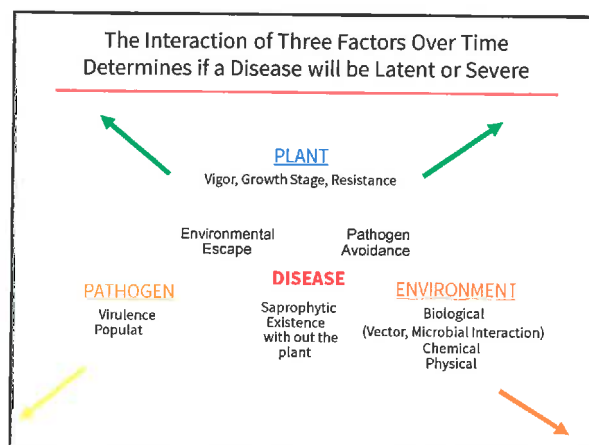 The Interaction of Three Factors Over Time
Determines if a Disease will be Latent or Severe
PLANT
Vigor, Growth Stage, Resistance
Environmental
Escape
Pathogen
Avoidance
DISEASE
PATHOGEN
Virulence
Populat
Saprophytic
Existence
with out the
plant
ENVIRONMENT
Biological
(Vector, Microbial Interaction)
Chemical
Physical